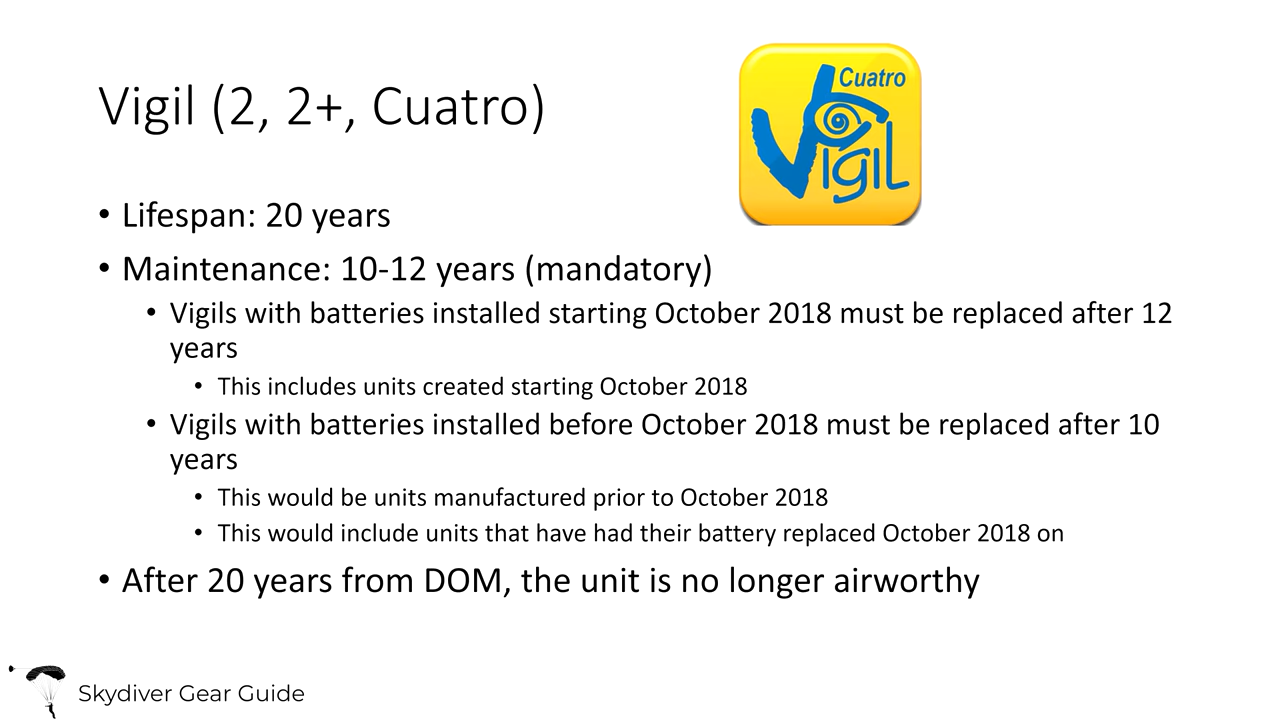 Vigil (2, 2+, Cuatro)
Cuatro
Vigil
• Lifespan: 20 years
• Maintenance: 10-12 years (mandatory)
• Vigils with batteries installed starting October 2018 must be replaced after 12
years
• This includes units created starting October 2018
• Vigils with batteries installed before October 2018 must be replaced after 10
years
• This would be units manufactured prior to October 2018
• This would include units that have had their battery replaced October 2018 on
• After 20 years from DOM, the unit is no longer airworthy
Skydiver Gear Guide